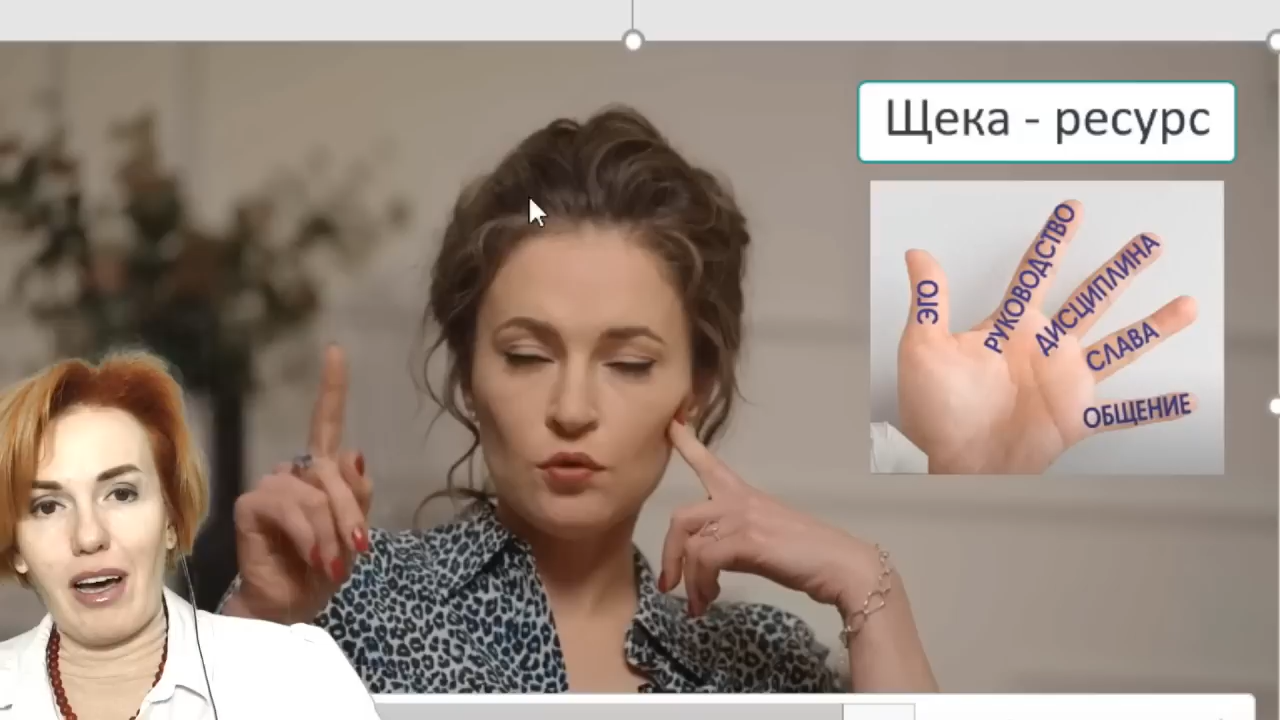 Щека - ресурс
ЭГО
РУКОВОДСТВО
ДИСЦИПЛИНА
СЛАВА
ОБЩЕНИЕ